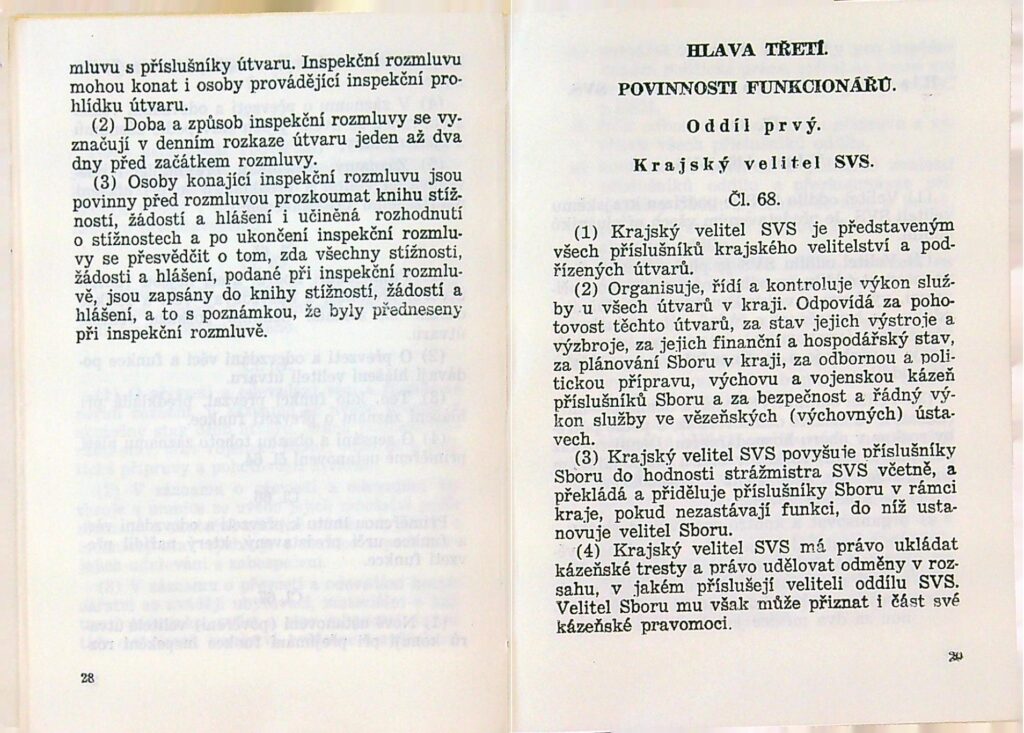 mluvu s příslušníky útvaru. Inspekční rozmluvu
mohou konat i osoby provádějící inspekční pro-
hlídku útvaru.
(2) Doba a způsob inspekční rozmluvy se vy-
značují v denním rozkaze útvaru jeden až dva
dny před začátkem rozmluvy.
(3) Osoby konající inspekční rozmluvu jsou
povinny před rozmluvou prozkoumat knihu stíž-
ností, žádostí a hlášení i učiněná rozhodnutí
o stížnostech a po ukončení inspekční rozmlu-
vy se přesvědčit o tom, zda všechny stížnosti,
žádosti a hlášení, podané při inspekční rozmlu-
vě, jsou zapsány do knihy stížností, žádostí a
hlášení, a to s poznámkou, že byly předneseny
při inspekční rozmluvě.
28
HLAVA TŘETÍ.
POVINNOSTI FUNKCIONÁŘŮ.
Oddíl prvý.
Krajský velitel SVS.
Čl. 68.
(1) Krajský velitel SVS je představeným
všech příslušníků krajského velitelství a pod-
řízených útvarů.
(2) Organisuje, řídí a kontroluje výkon služ-
by u všech útvarů v kraji. Odpovídá za poho-
tovost těchto útvarů, za stav jejich výstroje a
výzbroje, za jejich finanční a hospodářský stav,
za plánování Sboru v kraji, za odbornou a poli-
tickou přípravu, výchovu a vojenskou kázeň
příslušníků Sboru a za bezpečnost a řádný vý-
kon služby ve vězeňských (výchovných) ústa-
vech.
(3) Krajský velitel SVS povyšuje příslušníky
Sboru do hodnosti strážmistra SVS včetně, a
překládá a přiděluje příslušníky Sboru v rámci
kraje, pokud nezastávají funkci, do níž usta-
novuje velitel Sboru.
(4) Krajský velitel SVS má právo ukládat
kázeňské tresty a právo udělovat odměny v roz-
sahu, v jakém příslušejí veliteli oddílu SVS.
Velitel Sboru mu však může přiznat i část své
kázeňské pravomoci.
29